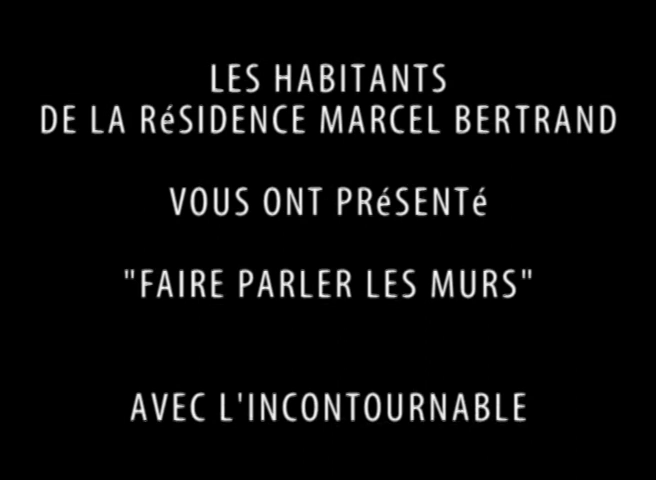 LES HABITANTS
DE LA RéSIDENCE MARCEL BERTRAND
VOUS ONT PRéSENTé
"FAIRE PARLER LES MURS"
AVEC L'INCONTOURNABLE